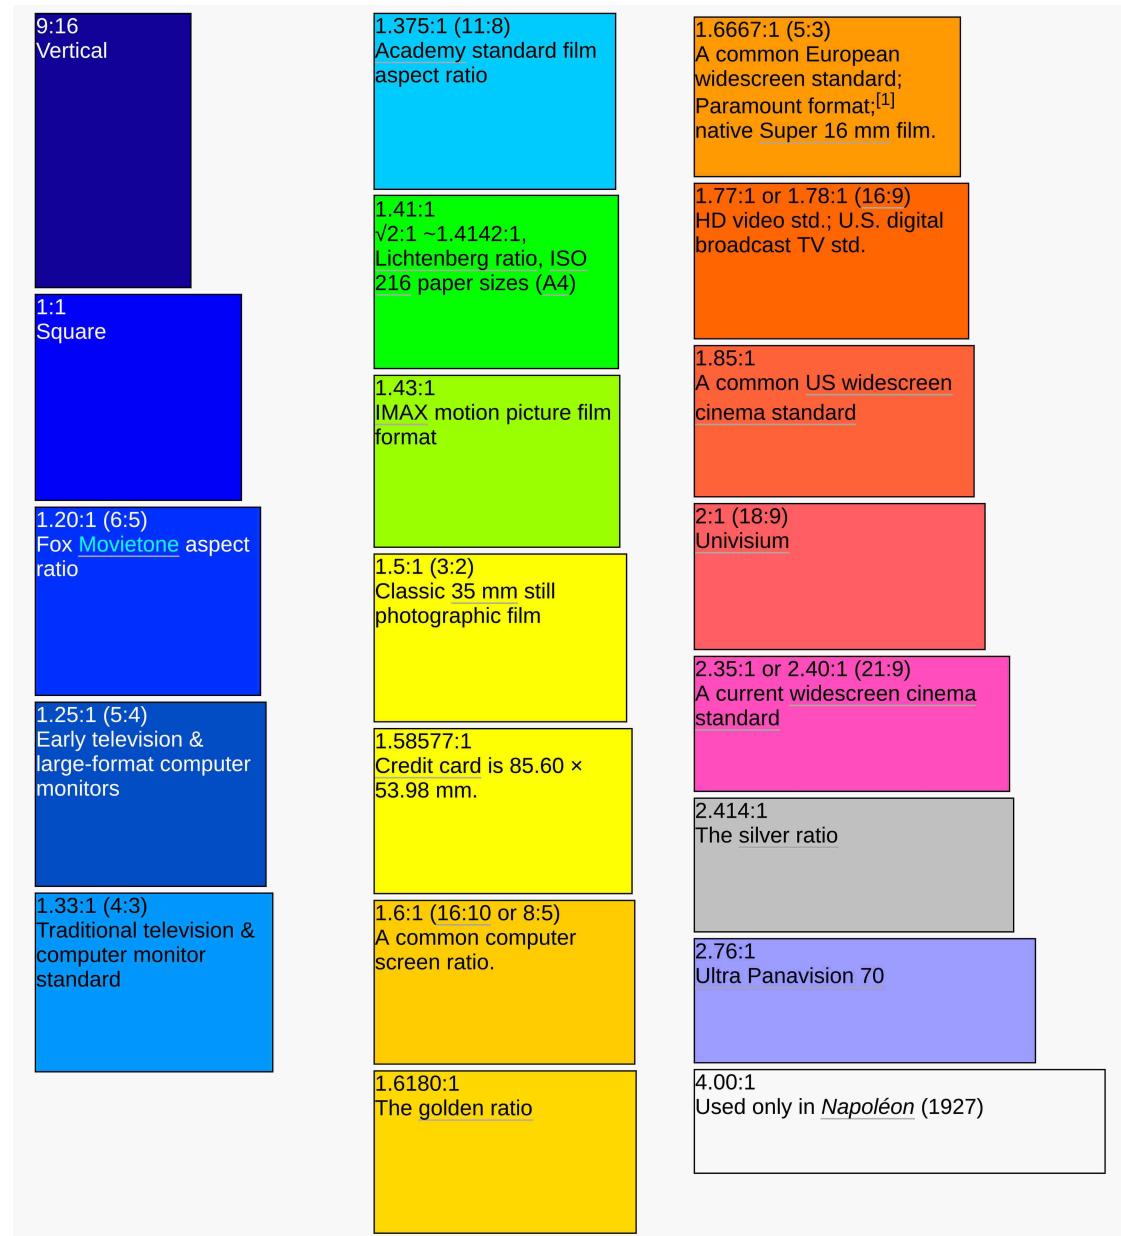 9:16
Vertical
1:1
Square
1.20:1 (6:5)
Fox Movietone aspect
ratio
1.25:1 (5:4)
Early television &
large-format computer
monitors
1.33:1 (4:3)
Traditional television &
computer monitor
standard
1.375:1 (11:8)
Academy standard film
aspect ratio
1.41:1
√2:1 ~1.4142:1,
Lichtenberg ratio, ISO
216 paper sizes (A4)
1.43:1
IMAX motion picture film
format
1.5:1 (3:2)
Classic 35 mm still
photographic film
1.58577:1
Credit card is 85.60 ×
53.98 mm.
1.6:1 (16:10 or 8:5)
A common computer
screen ratio.
1.6180:1
The golden ratio
1.6667:1 (5:3)
A common European
widescreen standard;
Paramount format;[1]
native Super 16 mm film.
1.77:1 or 1.78:1 (16:9)
HD video std.; U.S. digital
broadcast TV std.
1.85:1
A common US widescreen
cinema standard
2:1 (18:9)
Univisium
2.35:1 or 2.40:1 (21:9)
A current widescreen cinema
standard
2.414:1
The silver ratio
2.76:1
Ultra Panavision 70
4.00:1
Used only in Napoléon (1927)